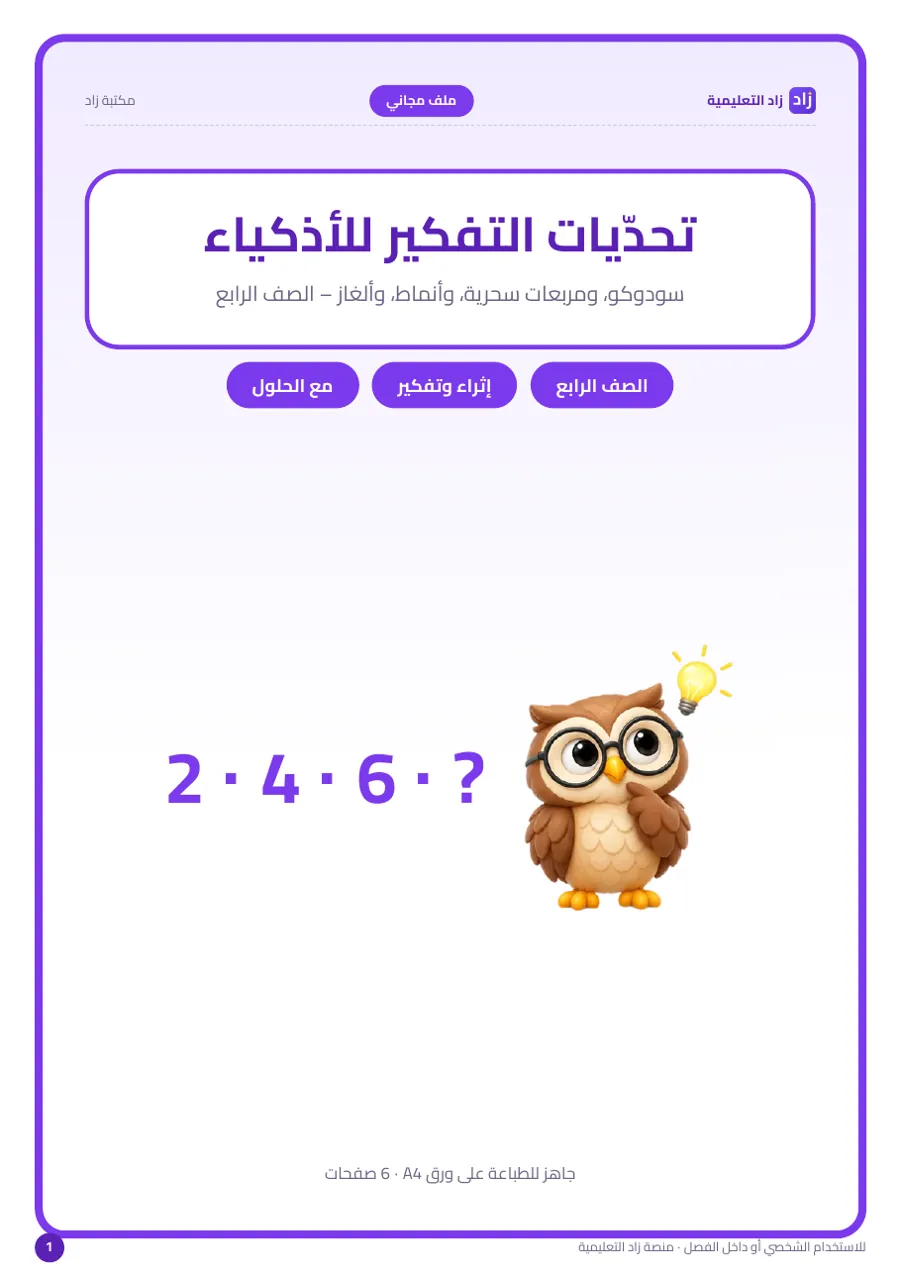 زاد زاد التعليمية
ملف مجاني
مكتبة زاد
تحدّيات التفكير للأذكياء
سودوكو، ومربعات سحرية، وأنماط، وألغاز – الصف الرابع
الصف الرابع
إثراء وتفكير
مع الحلول
2 · 4 · 6 · ?
جاهز للطباعة على ورق A4 · 6 صفحات
للاستخدام الشخصي أو داخل الفصل · منصة زاد التعليمية
1